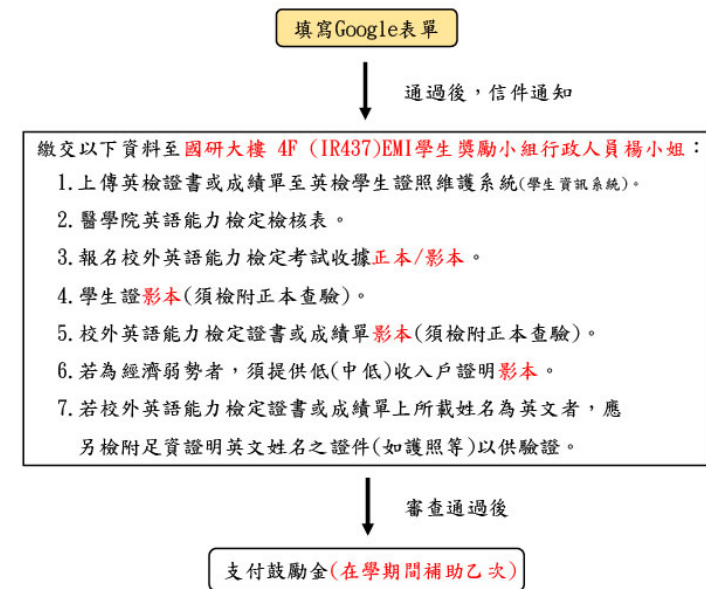 填寫Google表單
通過後，信件通知
繳交以下資料至國研大樓 4F (IR437)EMI學生獎勵小組行政人員楊小姐：
1.上傳英檢證書或成績單至英檢學生證照維護系統(學生資訊系統)。
2.醫學院英語能力檢定檢核表。
3.報名校外英語能力檢定考試收據正本/影本。
4.學生證影本(須檢附正本查驗)。
5.校外英語能力檢定證書或成績單影本(須檢附正本查驗)。
6.若為經濟弱勢者，須提供低(中低)收入戶證明影本。
7.若校外英語能力檢定證書或成績單上所載姓名為英文者，應
另檢附足資證明英文姓名之證件(如護照等)以供驗證。
審查通過後
支付鼓勵金(在學期間補助乙次)